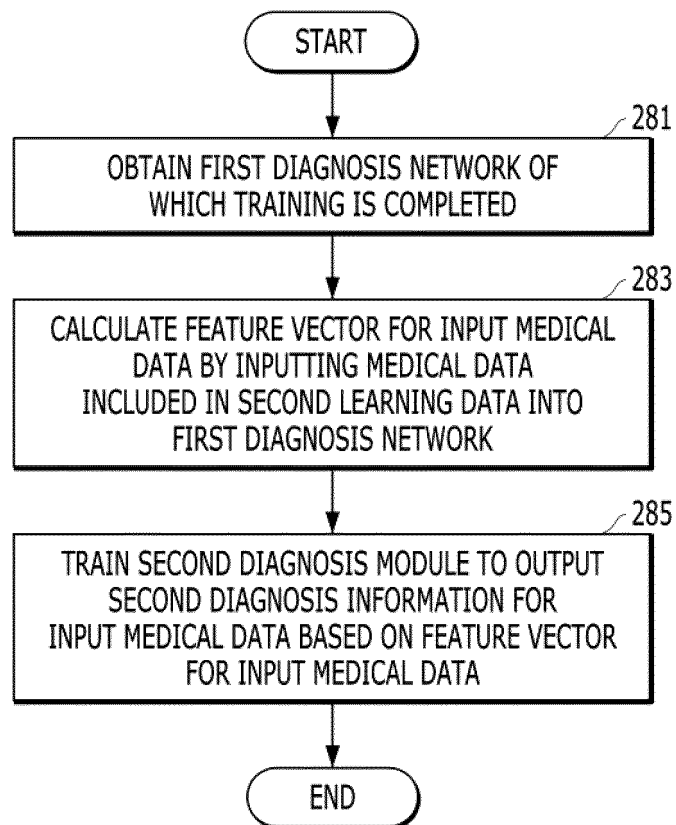 START
281
OBTAIN FIRST DIAGNOSIS NETWORK OF
WHICH TRAINING IS COMPLETED
283
CALCULATE FEATURE VECTOR FOR INPUT MEDICAL
DATA BY INPUTTING MEDICAL DATA
INCLUDED IN SECOND LEARNING DATA INTO
FIRST DIAGNOSIS NETWORK
285
TRAIN SECOND DIAGNOSIS MODULE TO OUTPUT
SECOND DIAGNOSIS INFORMATION FOR
INPUT MEDICAL DATA BASED ON FEATURE VECTOR
FOR INPUT MEDICAL DATA
END